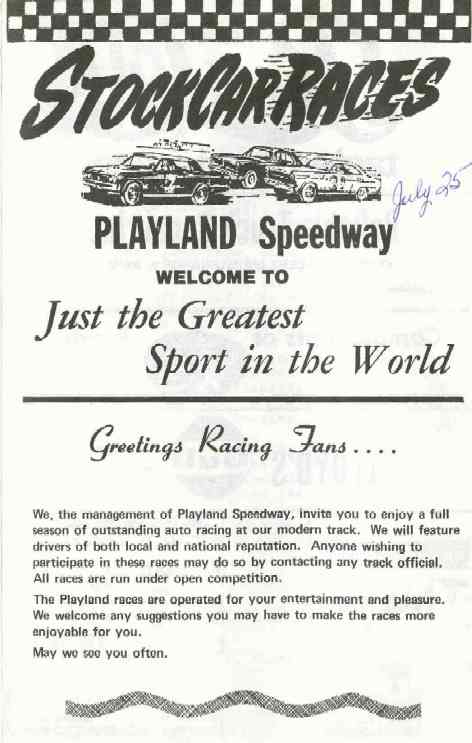 STOCK CAR RACES
July 25
PLAYLAND Speedway
WELCOME TO
Just the Greatest
Sport in the World
Greetings Racing Fans . . . .
We, the management of Playland Speedway, invite you to enjoy a full
season of outstanding auto racing at our modern track. We will feature
drivers of both local and national reputation. Anyone wishing to
participate in these races may do so by contacting any track official.
All races are run under open competition.
The Playland races are operated for your entertainment and pleasure.
We welcome any suggestions you may have to make the races more
enjoyable for you.
May we see you often.